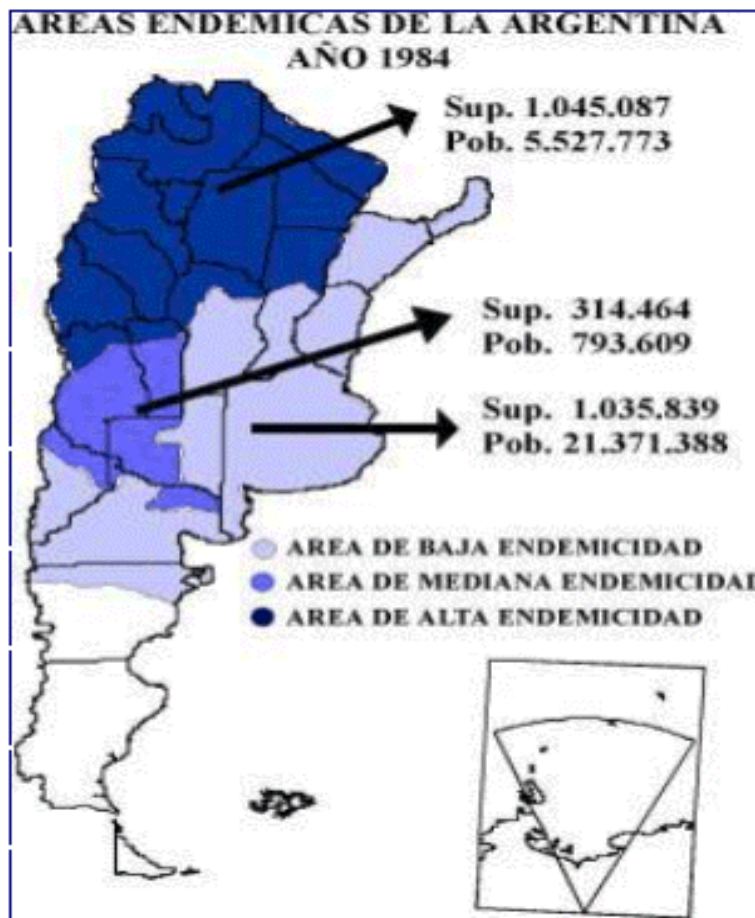 AREAS ENDEMICAS DE LA ARGENTINA
AÑO 1984
Sup. 1.045.087
Pob. 5.527.773
Sup. 314.464
Pob. 793.609
Sup. 1.035.839
Pob. 21.371.388
AREA DE BAJA ENDEMICIDAD
AREA DE MEDIANA ENDEMICIDAD
AREA DE ALTA ENDEMICIDAD